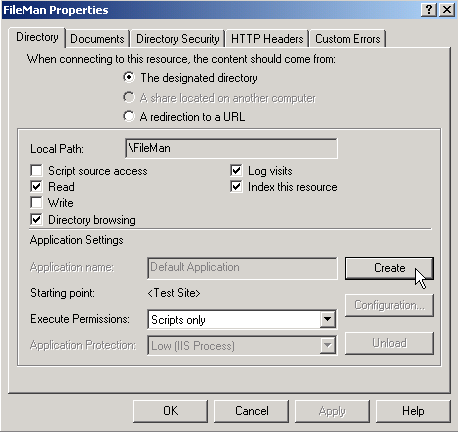 FileMan Properties
Directory Documents Directory Security HTTP Headers Custom Errors
When connecting to this resource, the content should come from:
The designated directory
A share located on another computer
A redirection to a URL
Local Path: \FileMan
Script source access Log visits
Read Index this resource
Write
Directory browsing
Application Settings
Application name: Default Application Create
Starting point: <Test Site>
Configuration...
Execute Permissions: Scripts only
Application Protection: Low (IIS Process) Unload
OK Cancel Apply Help